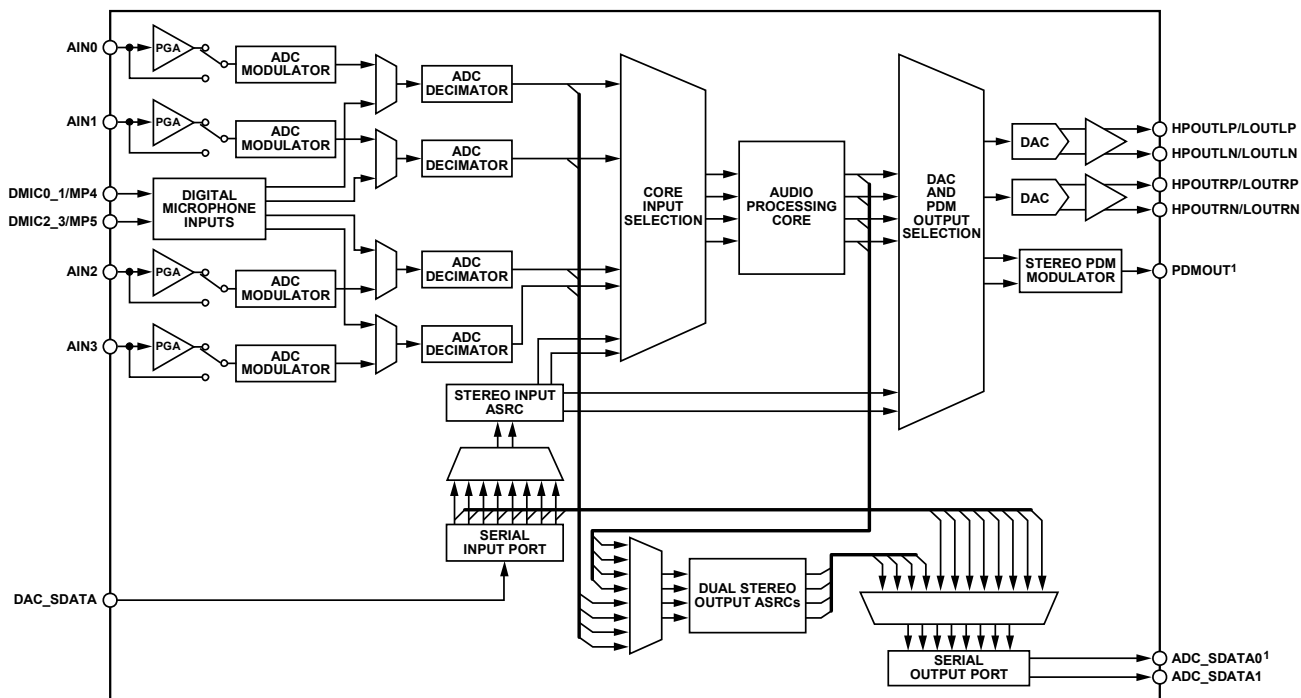 AIN0
PGA
ADC
MODULATOR
ADC
DECIMATOR
AIN1
PGA
ADC
MODULATOR
ADC
DECIMATOR
DMIC0_1/MP4
DMIC2_3/MP5
DIGITAL
MICROPHONE
INPUTS
AIN2
PGA
ADC
MODULATOR
ADC
DECIMATOR
AIN3
PGA
ADC
MODULATOR
ADC
DECIMATOR
CORE
INPUT
SELECTION
AUDIO
PROCESSING
CORE
DAC
AND
PDM
OUTPUT
SELECTION
DAC
HPOUTLP/LOUTLP
HPOUTLN/LOUTLN
DAC
HPOUTRP/LOUTRP
HPOUTRN/LOUTRN
STEREO PDM
MODULATOR
PDMOUT¹
STEREO INPUT
ASRC
SERIAL
INPUT PORT
DAC_SDATA
DUAL STEREO
OUTPUT ASRCs
SERIAL
OUTPUT PORT
ADC_SDATA0¹
ADC_SDATA1